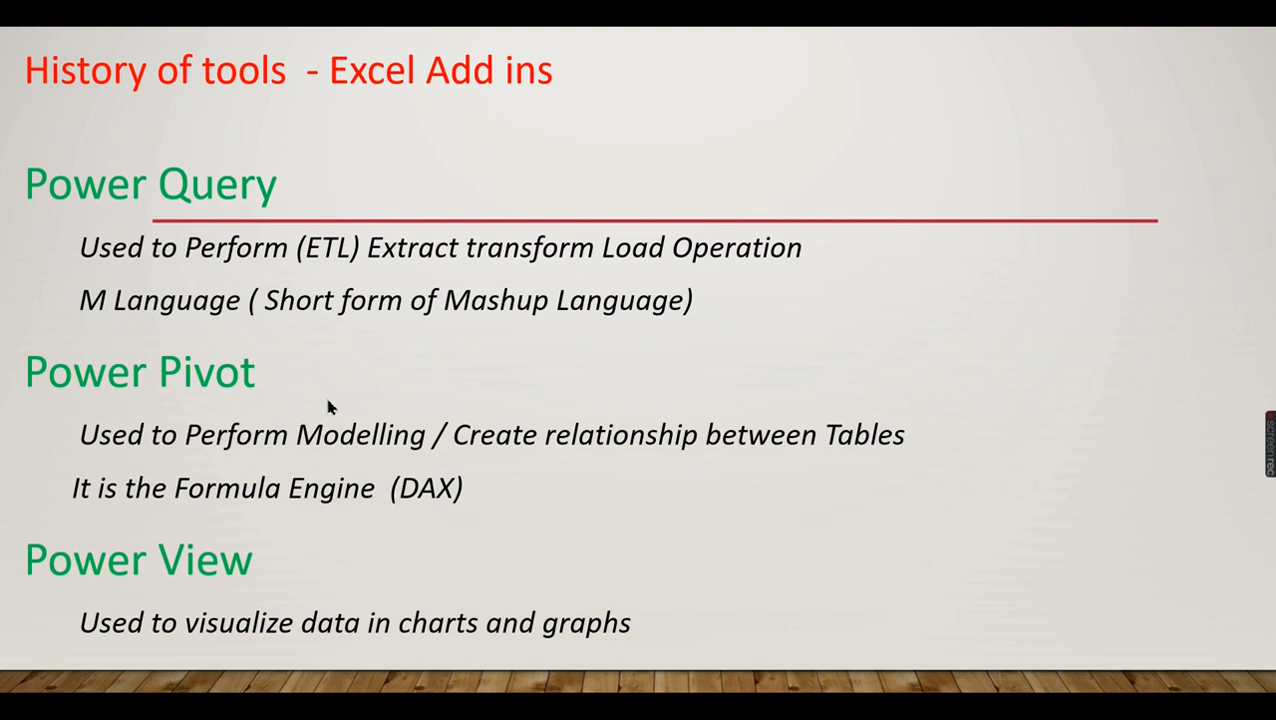 History of tools - Excel Add ins
Power Query
Used to Perform (ETL) Extract transform Load Operation
M Language ( Short form of Mashup Language)
Power Pivot
Used to Perform Modelling / Create relationship between Tables
It is the Formula Engine (DAX)
Power View
Used to visualize data in charts and graphs
screenrec